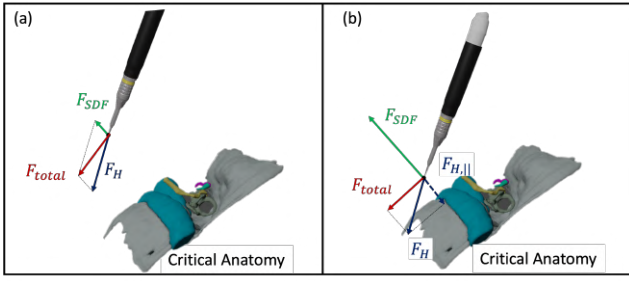 (a)
F_SDF
F_total
F_H
Critical Anatomy
(b)
F_SDF
F_H,||
F_total
F_H
Critical Anatomy